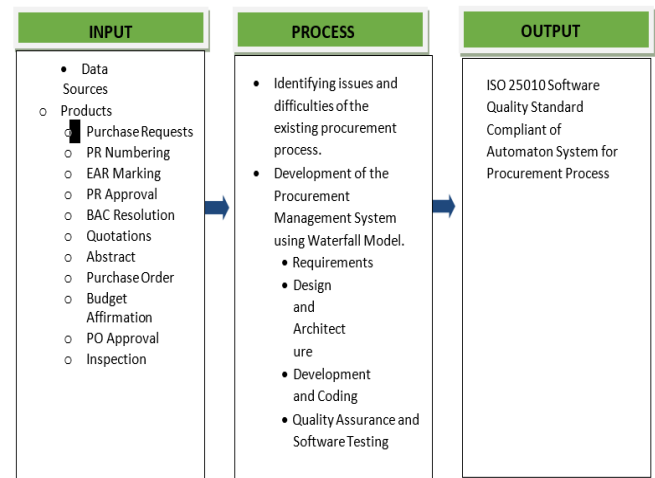 INPUT
• Data
Sources
o Products
o Purchase Requests
o PR Numbering
o EAR Marking
o PR Approval
o BAC Resolution
o Quotations
o Abstract
o Purchase Order
o Budget
Affirmation
o PO Approval
o Inspection
PROCESS
• Identifying issues and
difficulties of the
existing procurement
process.
• Development of the
Procurement
Management System
using Waterfall Model.
• Requirements
• Design
and
Architect
ure
• Development
and Coding
• Quality Assurance and
Software Testing
OUTPUT
ISO 25010 Software
Quality Standard
Compliant of
Automaton System for
Procurement Process